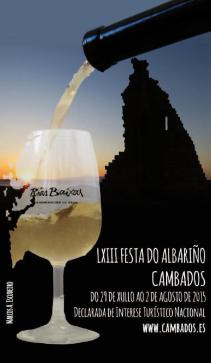 Rías Baixas
LXIII FESTA DO ALBARIÑO
CAMBADOS
DO 29 DE XULLO AO 2 DE AGOSTO DE 2015
DECLARADA DE INTERESE TURÍSTICO NACIONAL
WWW.CAMBADOS.ES